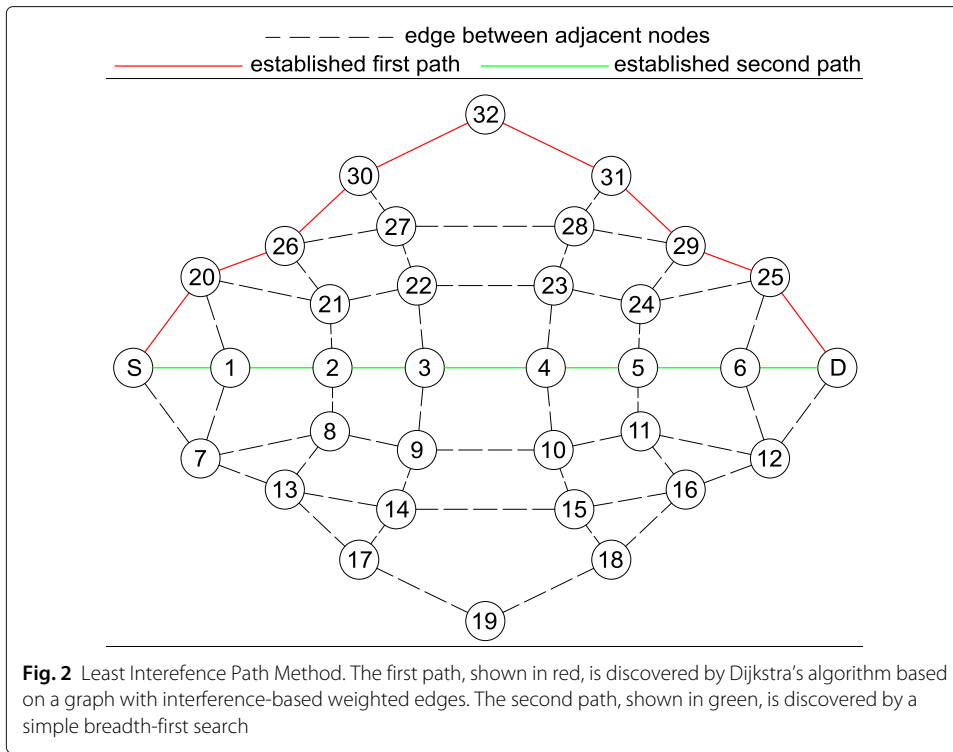 edge between adjacent nodes
established first path established second path
32
30 31
27 28
26 29
20 25
22 23
21 24
S 1 2 3 4 5 6 D
8 11
9 10
7 12
13 16
14 15
17 18
19
Fig. 2 Least Interefence Path Method. The first path, shown in red, is discovered by Dijkstra's algorithm based
on a graph with interference-based weighted edges. The second path, shown in green, is discovered by a
simple breadth-first search